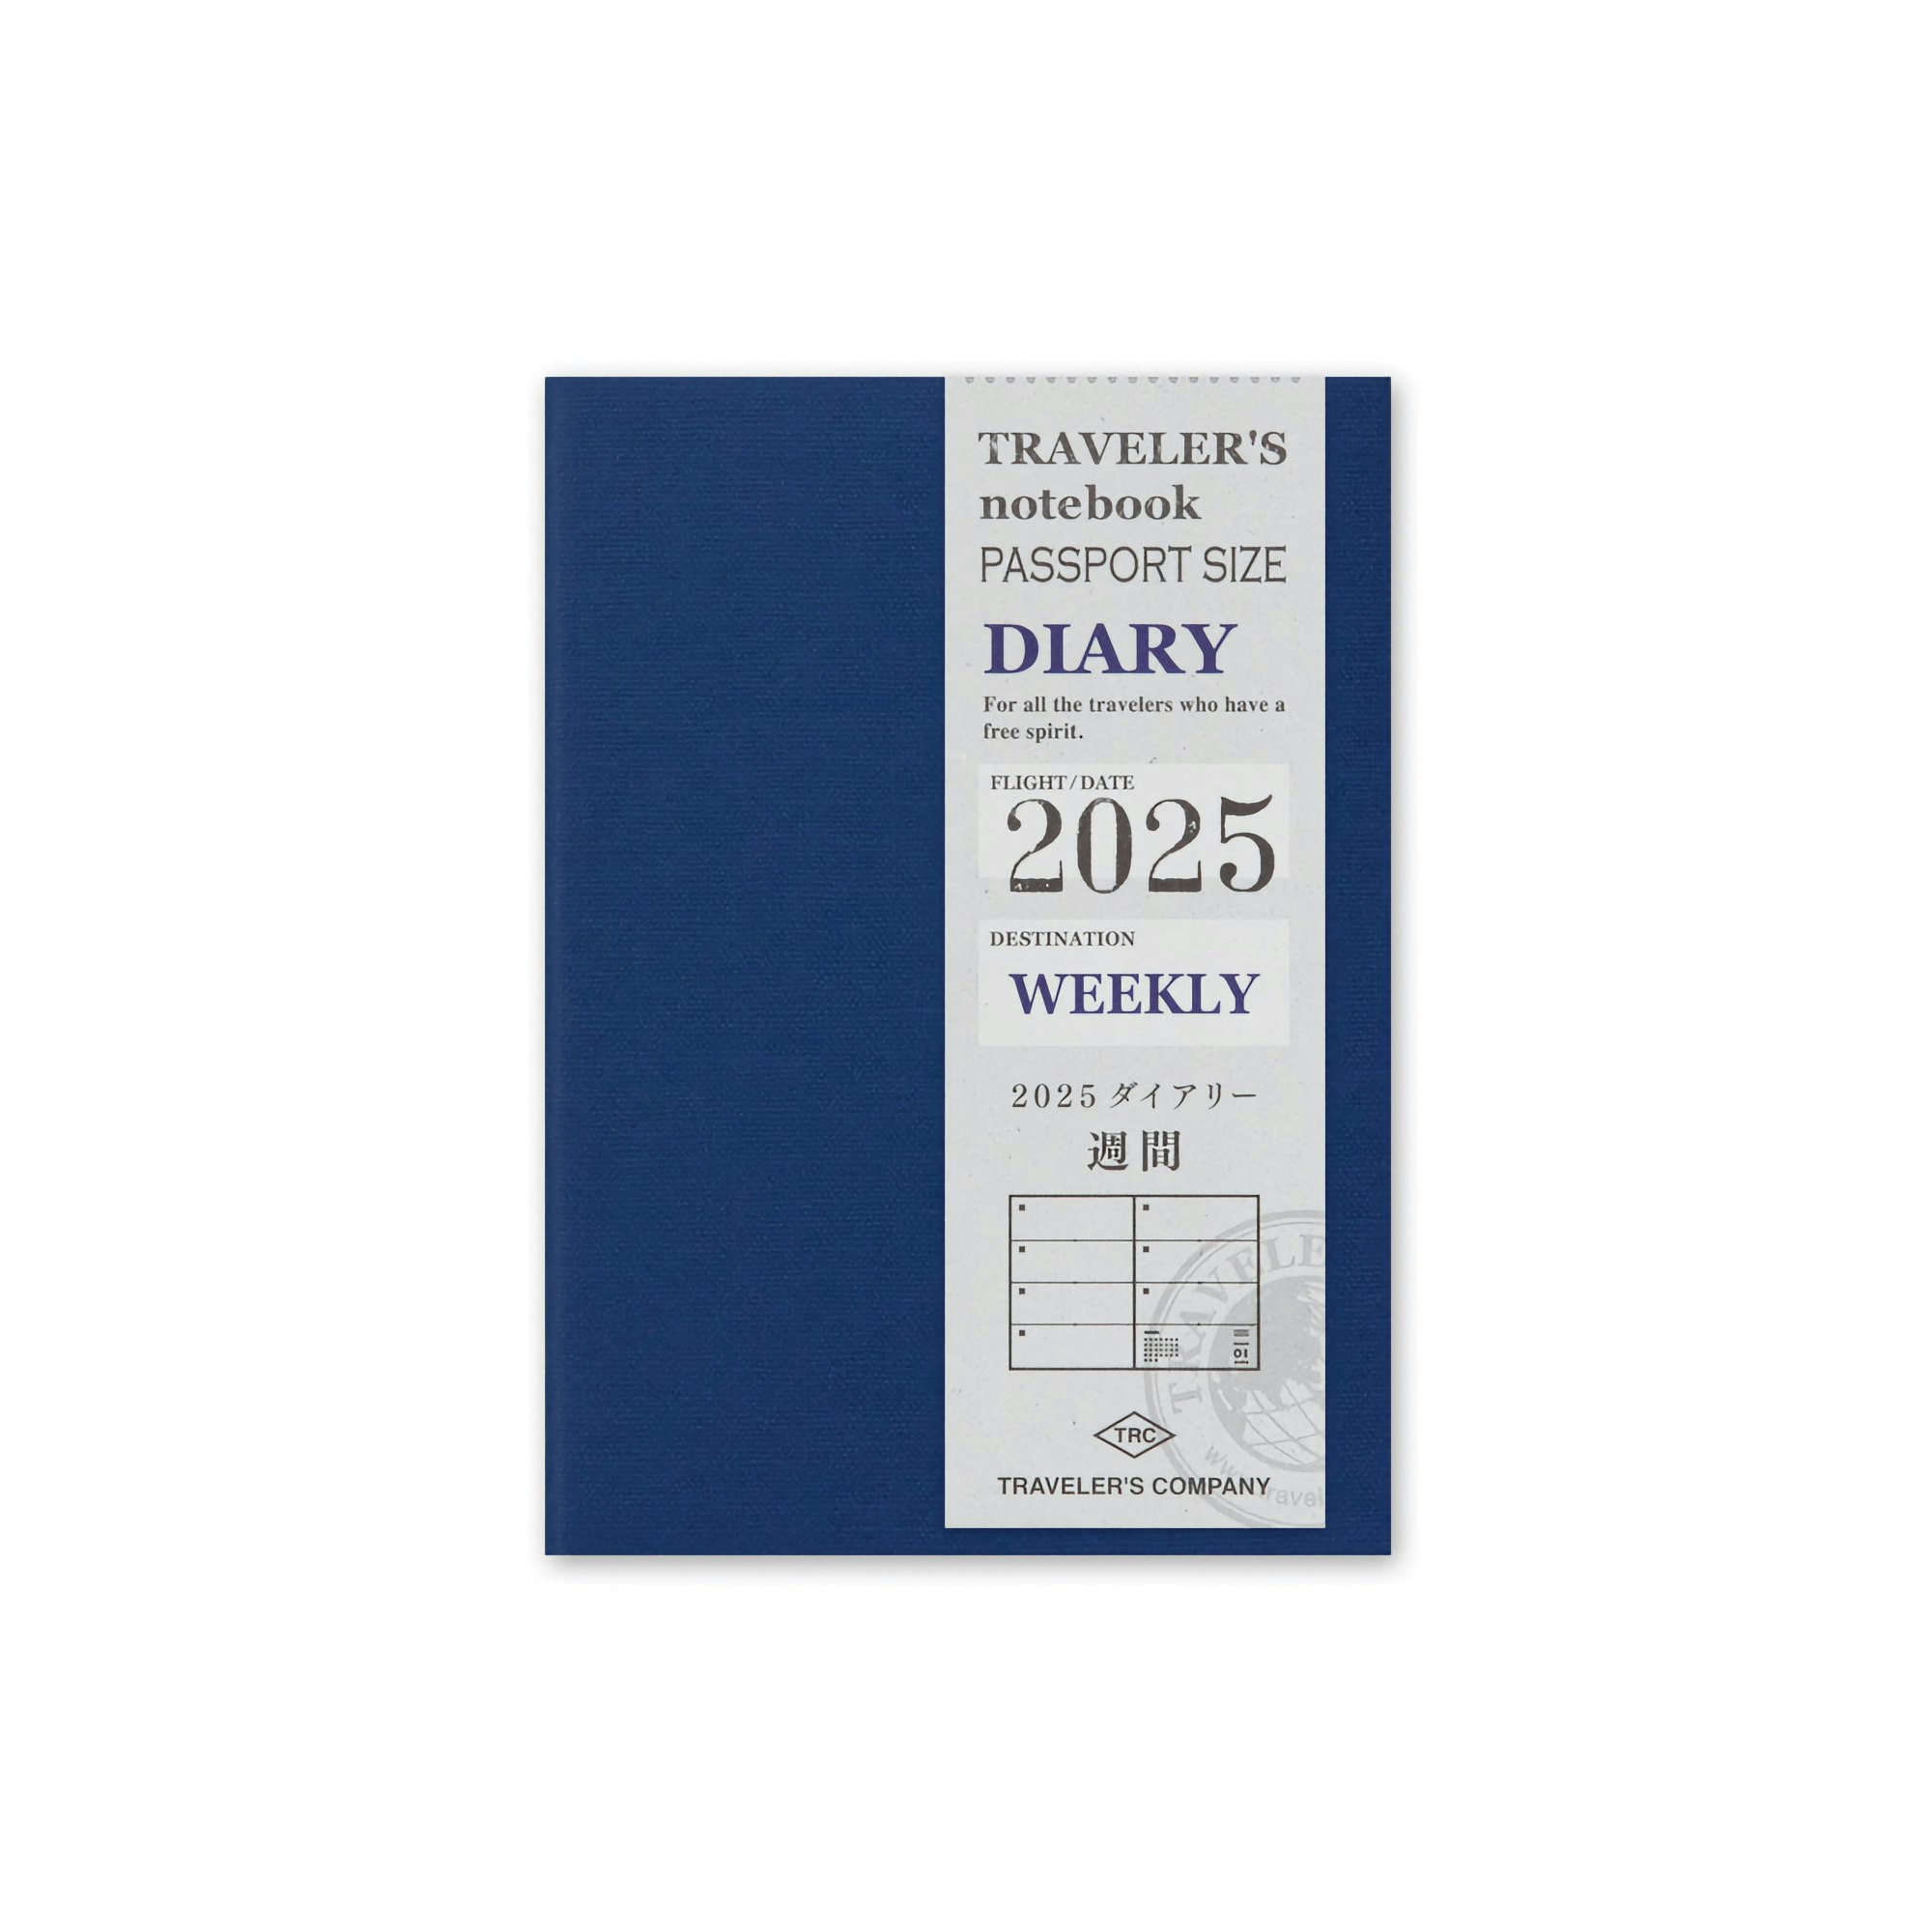 TRAVELER'S
notebook
PASSPORT SIZE
DIARY
For all the travelers who have a
free spirit.
FLIGHT/DATE
2025
DESTINATION
WEEKLY
2025 ダイアリー
週間
TRC
TRAVELER'S COMPANY